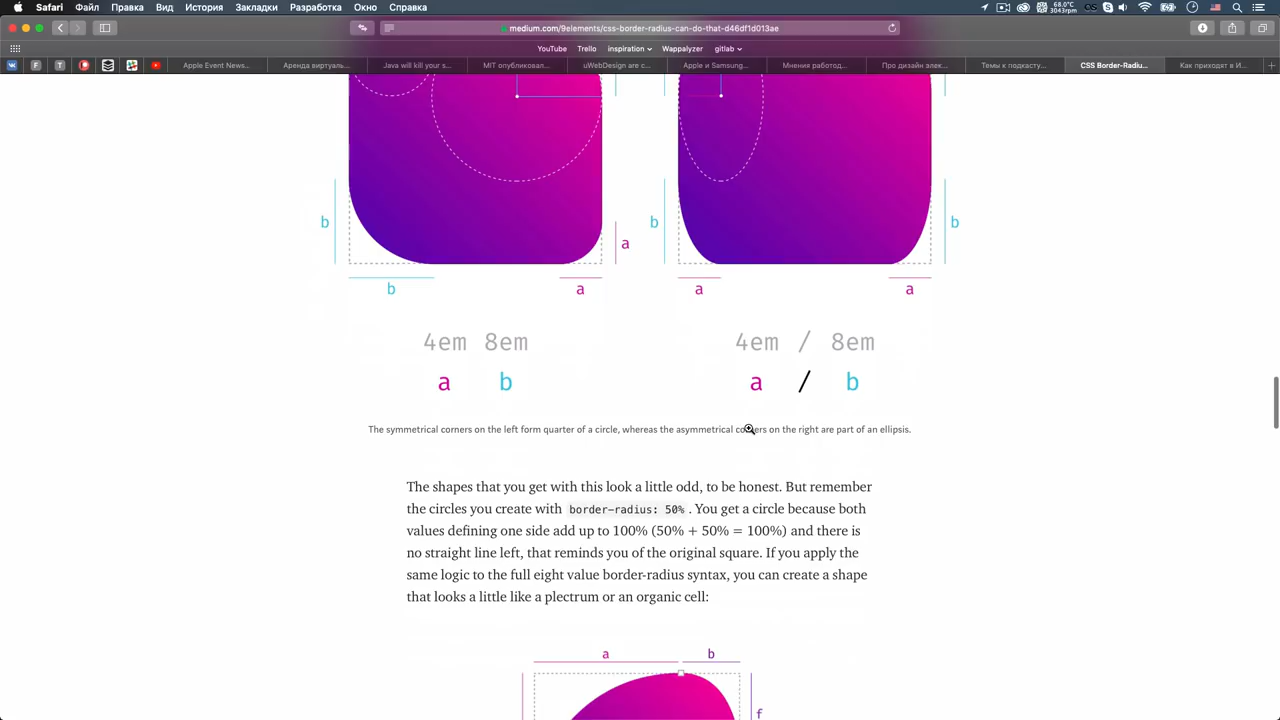 Safari Файл Правка Вид История Закладки Разработка Окно Справка
68.0°C
3043rpm
medium.com/9elements/css-border-radius-can-do-that-d46df1d013ae
YouTube Trello inspiration Wappalyzer gitlab
Apple Event News... Аренда виртуаль... Java will kill your s... MIT опубликовал... uWebDesign are c... Apple и Samsung... Мнения работод... Про дизайн элек... Темы к подкасту... CSS Border-Radiu... Как приходят в И...
b b b
a
b a a a
4em 8em 4em / 8em
a b a / b
The symmetrical corners on the left form quarter of a circle, whereas the asymmetrical corners on the right are part of an ellipsis.
The shapes that you get with this look a little odd, to be honest. But remember
the circles you create with border-radius: 50% . You get a circle because both
values defining one side add up to 100% (50% + 50% = 100%) and there is
no straight line left, that reminds you of the original square. If you apply the
same logic to the full eight value border-radius syntax, you can create a shape
that looks a little like a plectrum or an organic cell:
a b
f